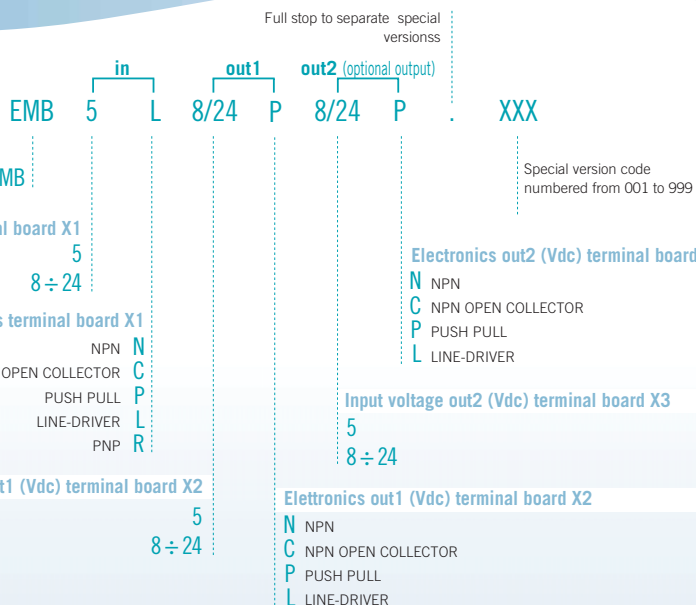 Full stop to separate special
versionss
in out1 out2 (optional output)
EMB 5 L 8/24 P 8/24 P . XXX
Special version code
numbered from 001 to 999
MB
al board X1
5
8 ÷ 24
Electronics out2 (Vdc) terminal board
N NPN
C NPN OPEN COLLECTOR
P PUSH PULL
L LINE-DRIVER
s terminal board X1
NPN N
OPEN COLLECTOR C
PUSH PULL P
LINE-DRIVER L
PNP R
Input voltage out2 (Vdc) terminal board X3
5
8 ÷ 24
t1 (Vdc) terminal board X2
5
8 ÷ 24
Elettronics out1 (Vdc) terminal board X2
N NPN
C NPN OPEN COLLECTOR
P PUSH PULL
L LINE-DRIVER